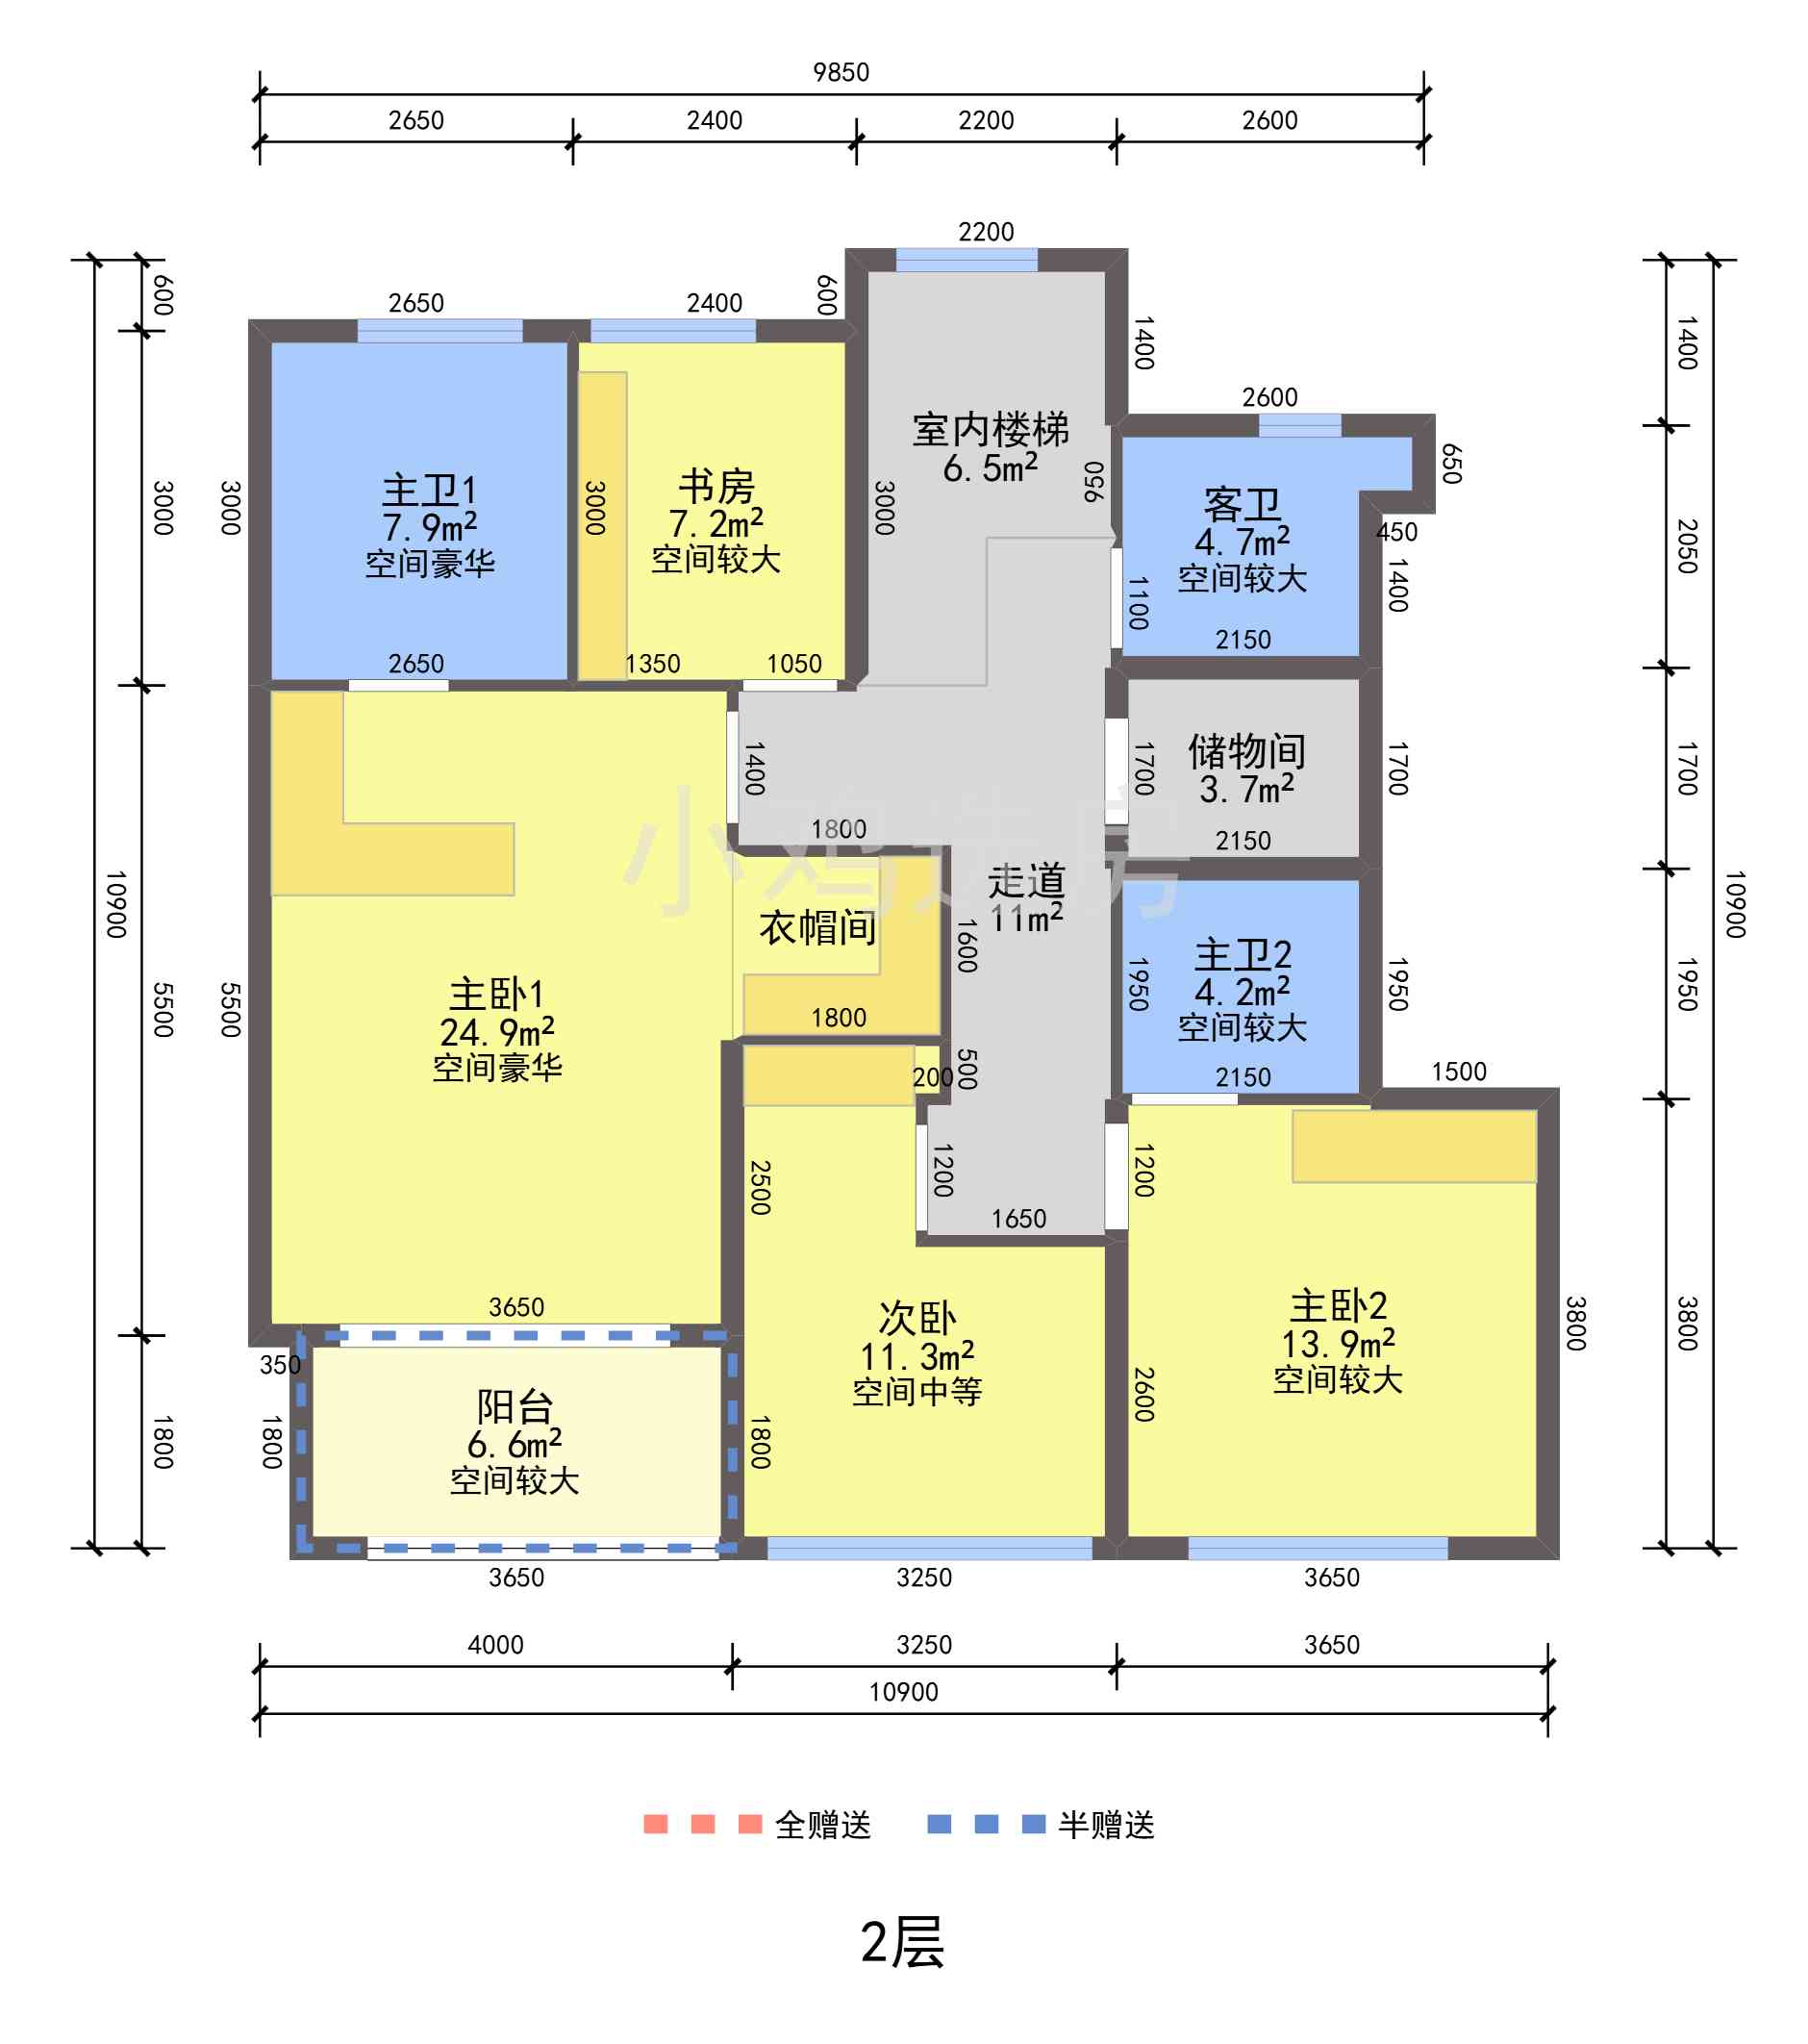 9850
2650
2400
2200
2600
2200
600
2650
2400
600
1400
1400
2600
3000
3000
主卫1
7.9m²
空间豪华
3000
书房
7.2m²
空间较大
3000
室内楼梯
6.5m²
950
客卫
4.7m²
空间较大
650
450
1400
2050
1100
2150
2650
1350
1050
1400
1700
储物间
3.7m²
2150
1700
1700
1800
小鸡选房
走道
11m²
衣帽间
1600
1800
10900
5500
5500
主卧1
24.9m²
空间豪华
1950
主卫2
4.2m²
空间较大
2150
1950
1950
10900
200
500
1500
2500
1200
1200
1650
3650
次卧
11.3m²
空间中等
主卧2
13.9m²
空间较大
3800
3800
350
2600
1800
1800
阳台
6.6m²
空间较大
1800
3650
3250
3650
4000
3250
3650
10900
全赠送
半赠送
2层